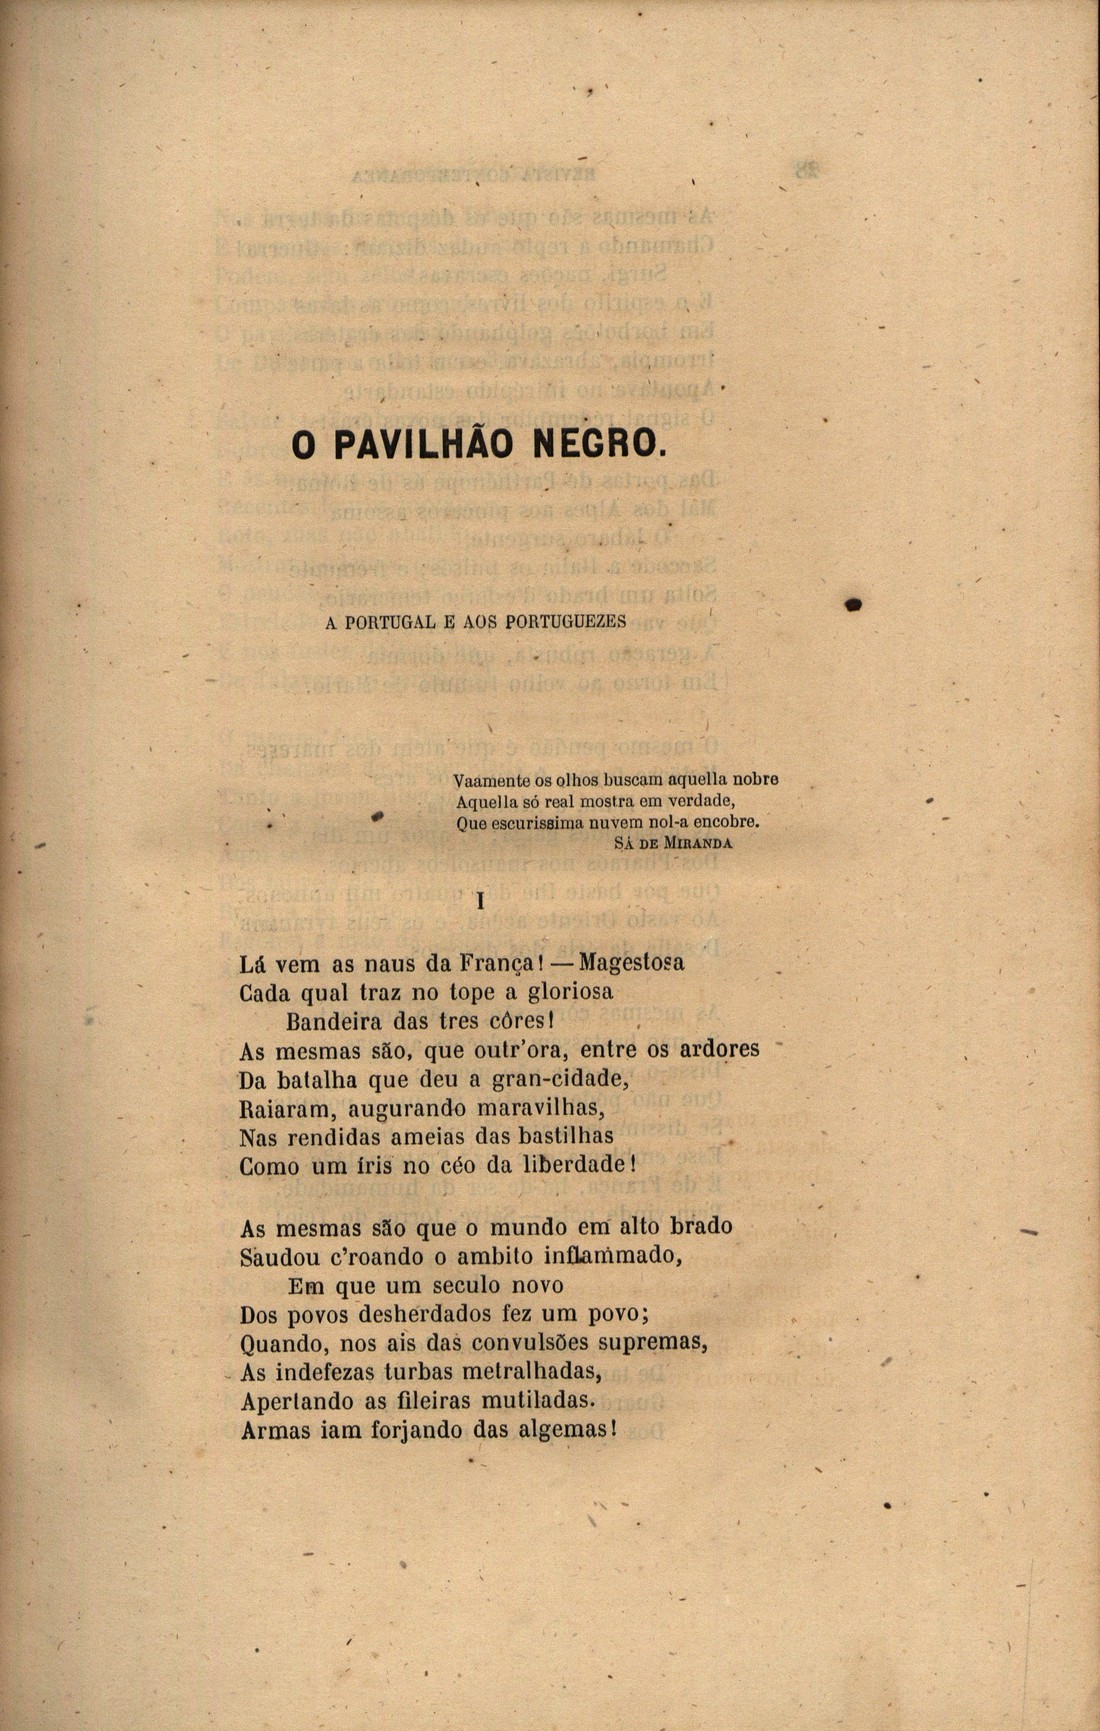 O PAVILHÃO NEGRO.
A PORTUGAL E AOS PORTUGUEZES
Vaamente os olhos buscam aquella nobre
Aquella só real mostra em verdade,
Que escurissima nuvem nol-a encobre.
SÁ DE MIRANDA
I
Lá vem as naus da França! — Magestosa
Cada qual traz no tope a gloriosa
Bandeira das tres côres!
As mesmas são, que outr'ora, entre os ardores
Da batalha que deu a gran-cidade,
Raiaram, augurando maravilhas,
Nas rendidas ameias das bastilhas
Como um íris no céo da liberdade!
As mesmas são que o mundo em alto brado
Saudou c'roando o ambito inflammado,
Em que um seculo novo
Dos povos desherdados fez um povo;
Quando, nos ais das convulsões supremas,
As indefezas turbas metralhadas,
Apertando as fileiras mutiladas.
Armas iam forjando das algemas!